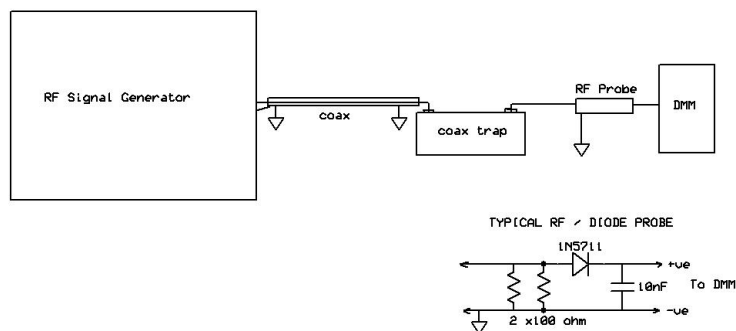 RF Signal Generator
coax
coax trap
RF Probe
DMM
TYPICAL RF / DIODE PROBE
1N5711
+ve
10nF
To DMM
-ve
2 x100 ohm